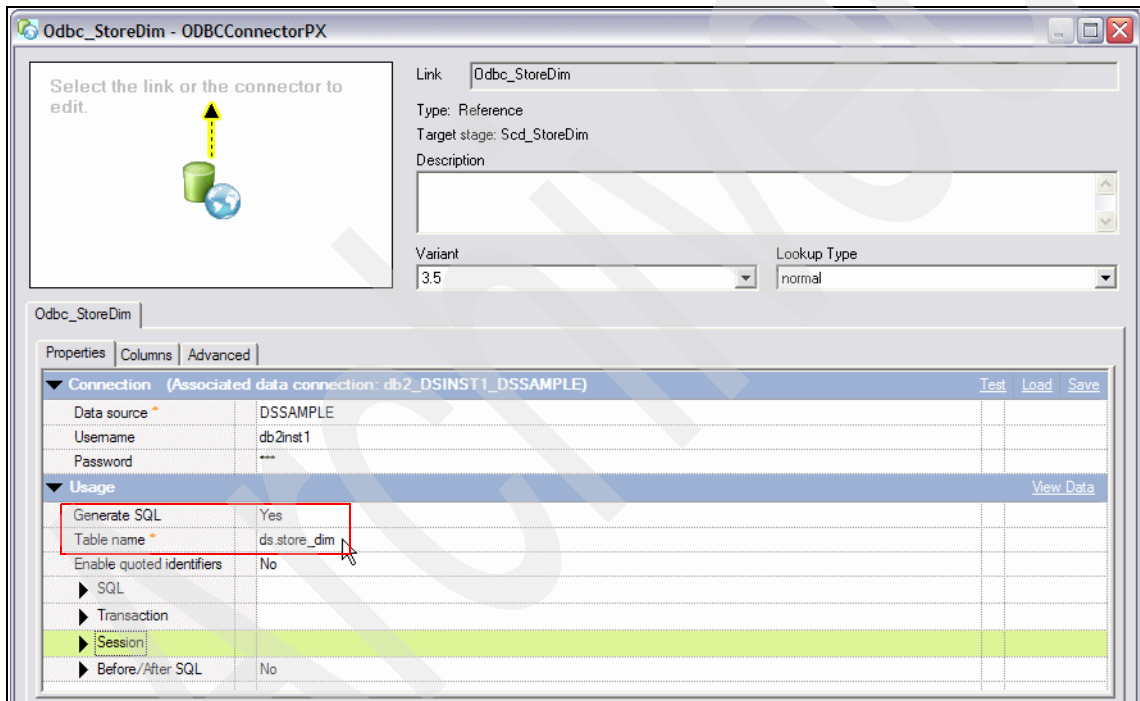 Odbc_StoreDim - ODBCConnectorPX
Select the link or the connector to
edit.
Link Odbc_StoreDim
Type: Reference
Target stage: Scd_StoreDim
Description
Variant Lookup Type
3.5 normal
Odbc_StoreDim
Properties Columns Advanced
Connection (Associated data connection: db2_DSINST1_DSSAMPLE) Test Load Save
Data source * DSSAMPLE
Username db2inst1
Password ***
Usage View Data
Generate SQL Yes
Table name * ds.store_dim
Enable quoted identifiers No
SQL
Transaction
Session
Before/After SQL No